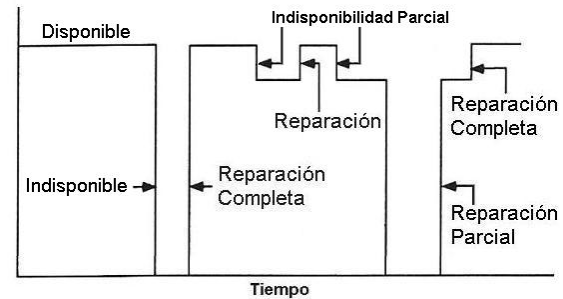 Indisponibilidad Parcial
Disponible
Reparación
Reparación
Completa
Indisponible
Reparación
Completa
Reparación
Parcial
Tiempo